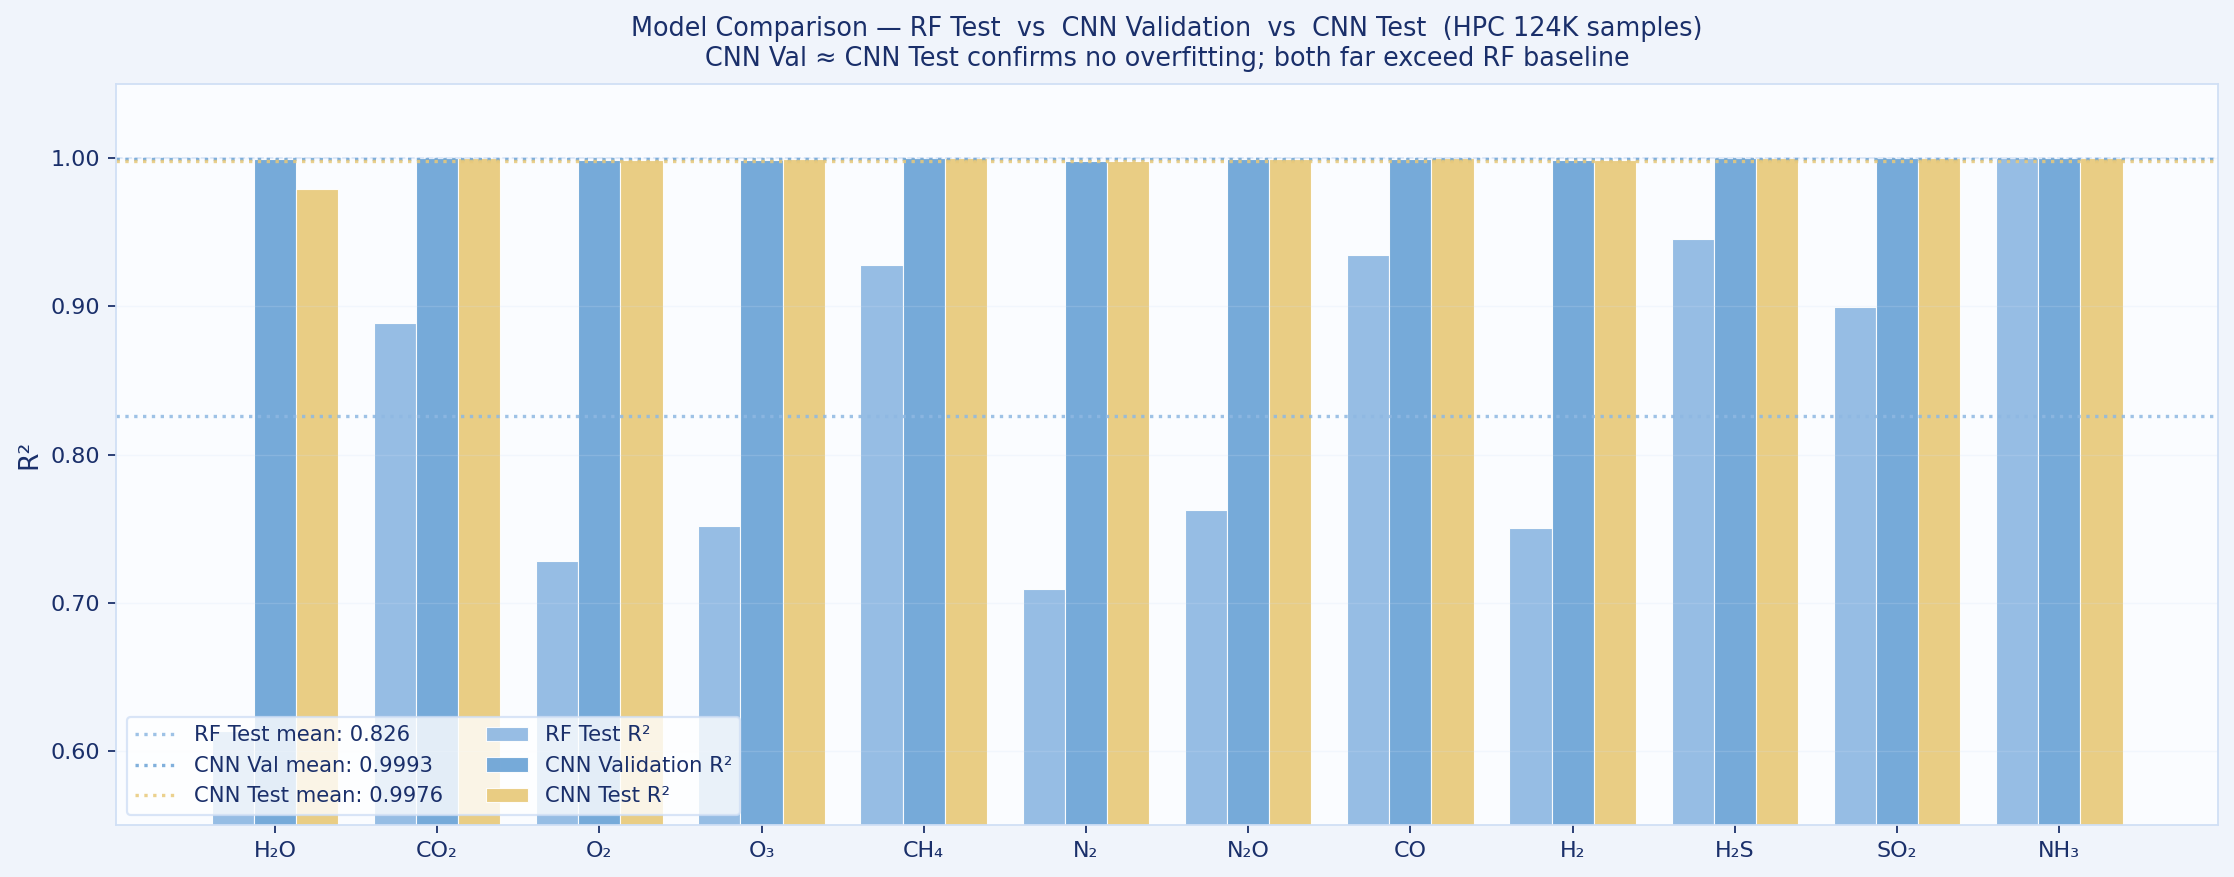 Model Comparison — RF Test  vs  CNN Validation  vs  CNN Test  (HPC 124K samples)
CNN Val ≈ CNN Test confirms no overfitting; both far exceed RF baseline
R²
1.00
0.90
0.80
0.70
0.60
RF Test mean: 0.826
CNN Val mean: 0.9993
CNN Test mean: 0.9976
RF Test R²
CNN Validation R²
CNN Test R²
H₂O
CO₂
O₂
O₃
CH₄
N₂
N₂O
CO
H₂
H₂S
SO₂
NH₃